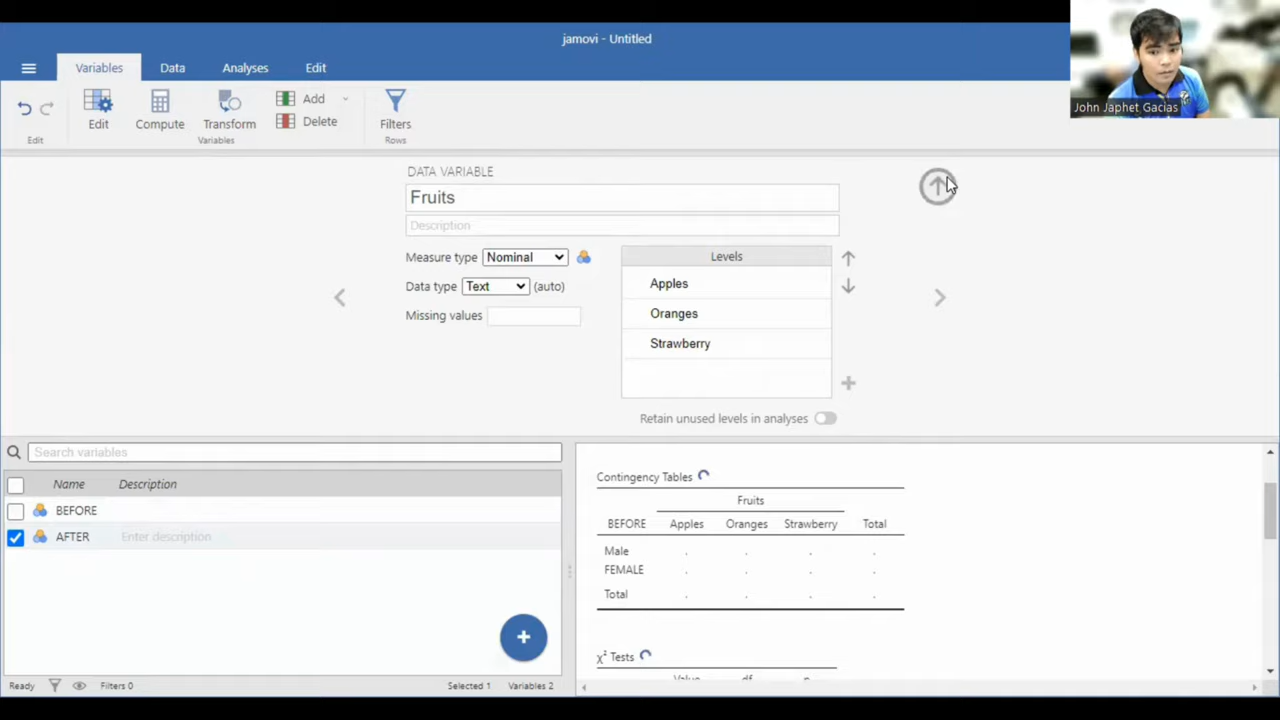 jamovi - Untitled
John Japhet Gacias
Variables Data Analyses Edit
Edit Compute Transform Add Delete Filters
Edit Variables Rows
DATA VARIABLE
Fruits
Description
Measure type Nominal
Data type Text (auto)
Missing values
Levels
Apples
Oranges
Strawberry
Retain unused levels in analyses
Search variables
Name Description
BEFORE
AFTER Enter description
+
Ready Filters 0 Selected 1 Variables 2
Contingency Tables
Fruits
BEFORE Apples Oranges Strawberry Total
Male . . . .
FEMALE . . . .
Total . . . .
χ² Tests
Value df p